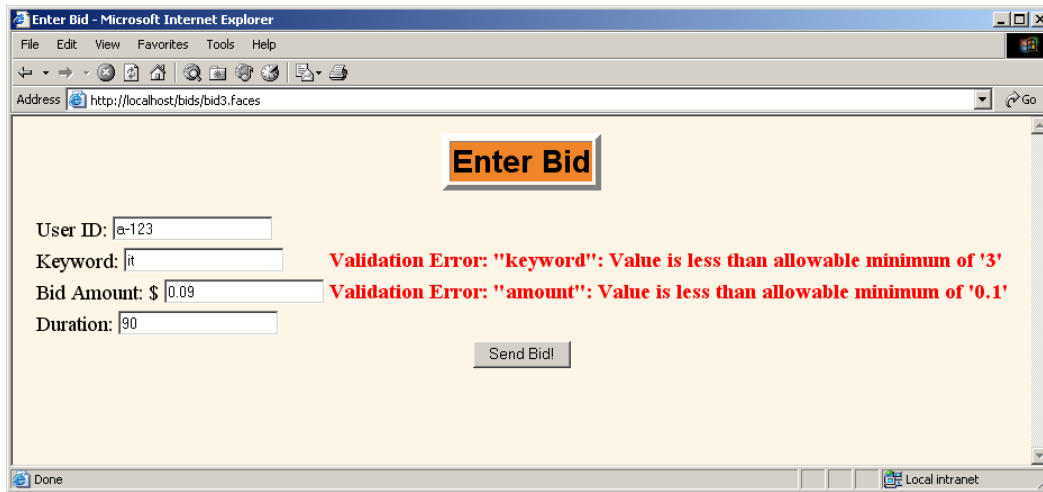 Enter Bid - Microsoft Internet Explorer
File Edit View Favorites Tools Help
Address http://localhost/bids/bid3.faces Go
Enter Bid
User ID: a-123
Keyword: it Validation Error: "keyword": Value is less than allowable minimum of '3'
Bid Amount: $ 0.09 Validation Error: "amount": Value is less than allowable minimum of '0.1'
Duration: 90
Send Bid!
Done Local intranet